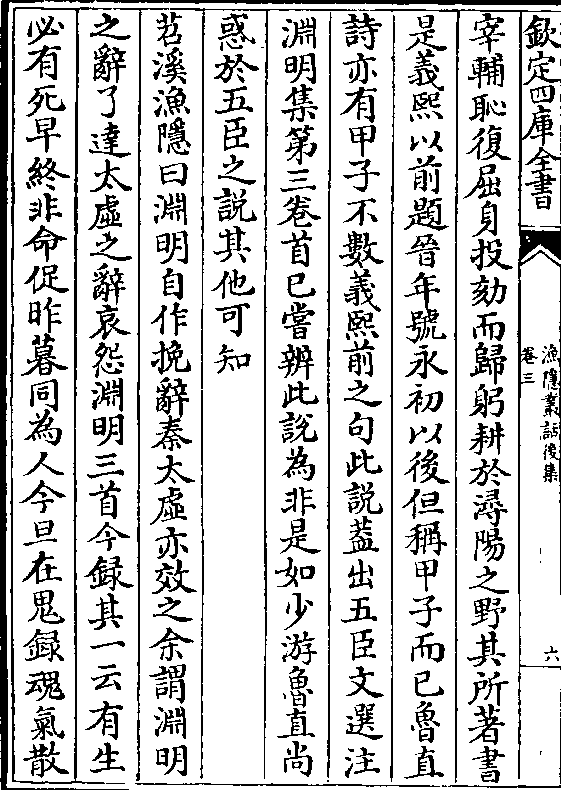 欽定四庫全書
漁隱叢話後集
卷三
六
宰輔恥復屈身投劾而歸躬耕於潯陽之野其所著書
是義熙以前題晉年號永初以後但稱甲子而已魯直
詩亦有甲子不數義熙前之句此說葢出五臣文選注
淵明集第三卷首已嘗辨此說為非是如少游魯直尚
惑於五臣之說其他可知
苕溪漁隱曰淵明自作挽辭秦太虛亦效之余謂淵明
之辭了達太虛之辭哀怨淵明三首今録其一云有生
必有死早終非命促昨暮同為人今旦在鬼録魂氣散